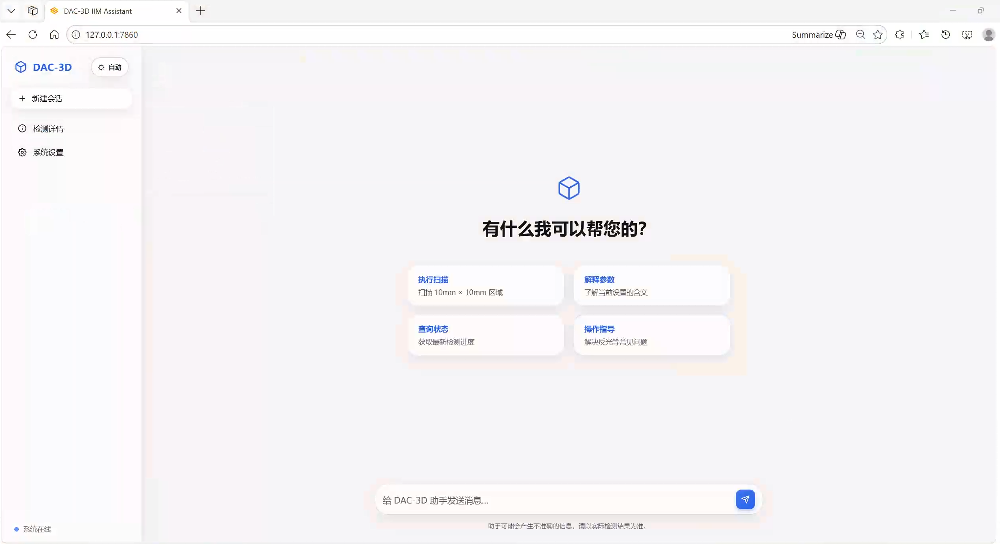 DAC-3D IIM Assistant
127.0.0.1:7860
Summarize
DAC-3D
自动
新建会话
检测详情
系统设置
有什么我可以帮您的?
执行扫描
扫描 10mm × 10mm 区域
解释参数
了解当前设置的含义
查询状态
获取最新检测进度
操作指导
解决反光等常见问题
给 DAC-3D 助手发送消息...
助手可能会产生不准确的信息，请以实际检测结果为准。
系统在线